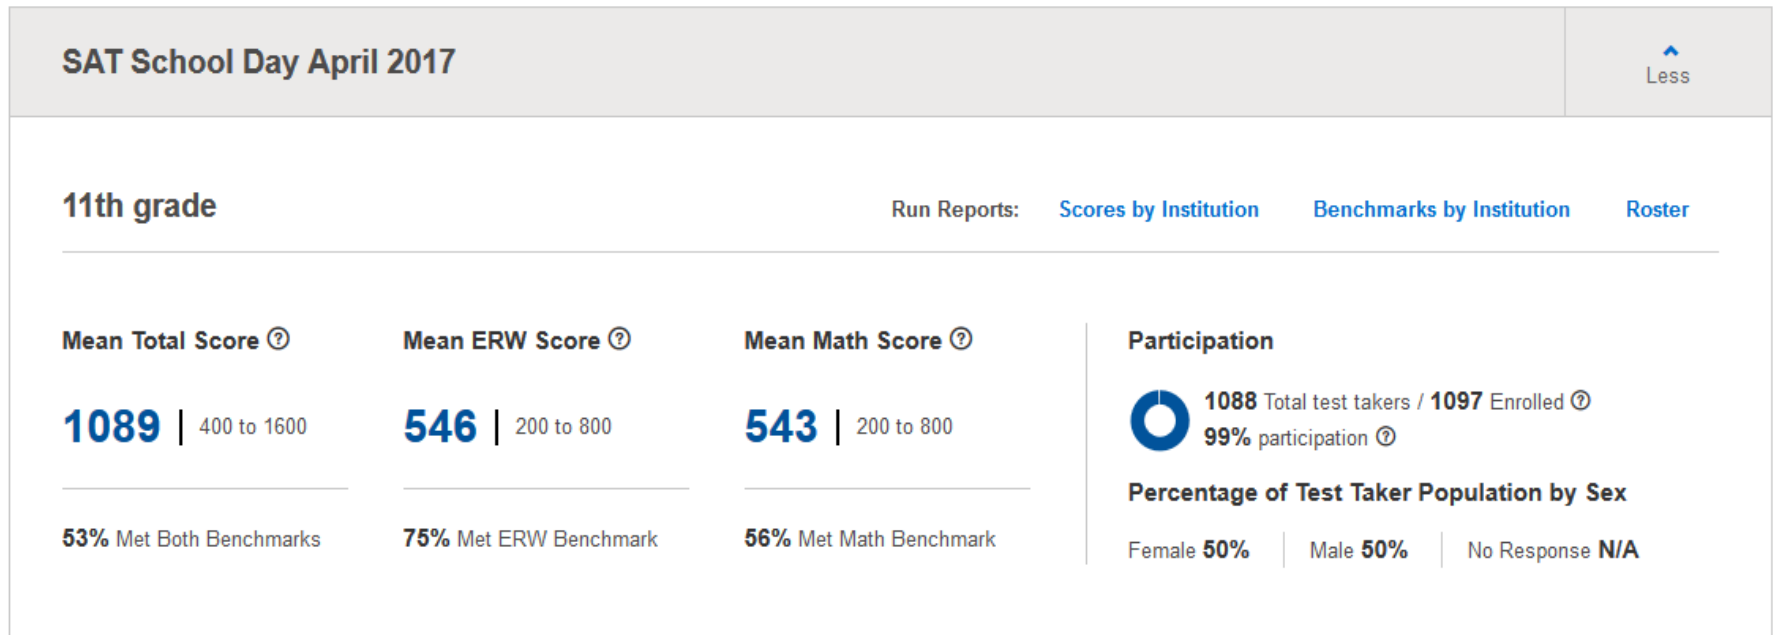 SAT School Day April 2017
Less
11th grade
Run Reports: Scores by Institution Benchmarks by Institution Roster
Mean Total Score ?
1089 | 400 to 1600
53% Met Both Benchmarks
Mean ERW Score ?
546 | 200 to 800
75% Met ERW Benchmark
Mean Math Score ?
543 | 200 to 800
56% Met Math Benchmark
Participation
1088 Total test takers / 1097 Enrolled ?
99% participation ?
Percentage of Test Taker Population by Sex
Female 50% Male 50% No Response N/A